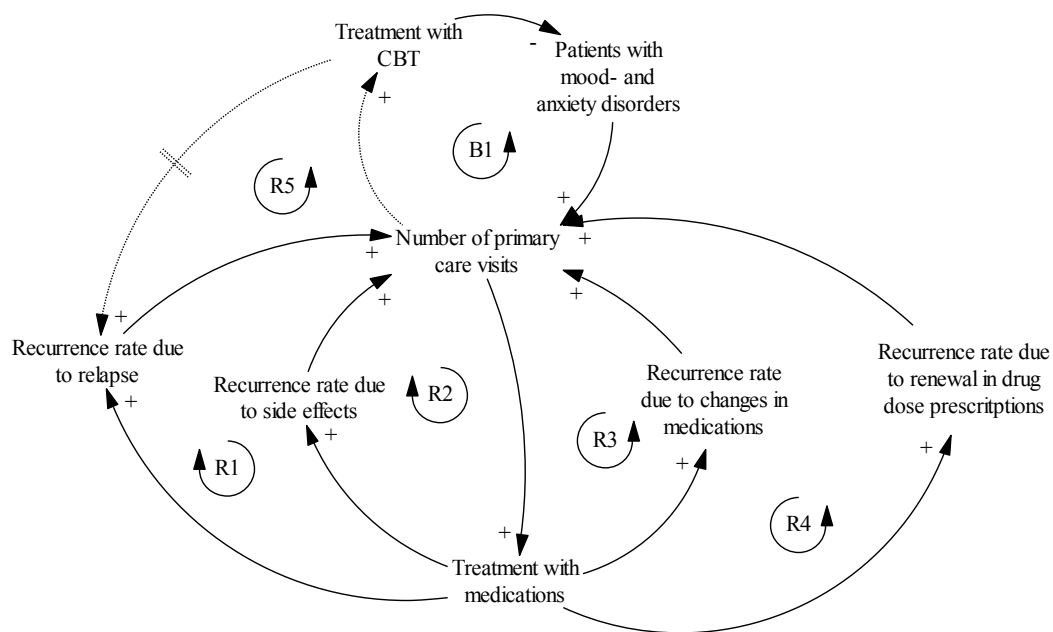 Treatment with
CBT
-
Patients with
mood- and
anxiety disorders
+
B1
R5
+
+
+
+
Number of primary
care visits
+
+
+
Recurrence rate due
to relapse
+
Recurrence rate due
to side effects
+
R2
R3
Recurrence rate
due to changes in
medications
+
Recurrence rate due
to renewal in drug
dose prescritptions
+
R1
R4
+
Treatment with
medications